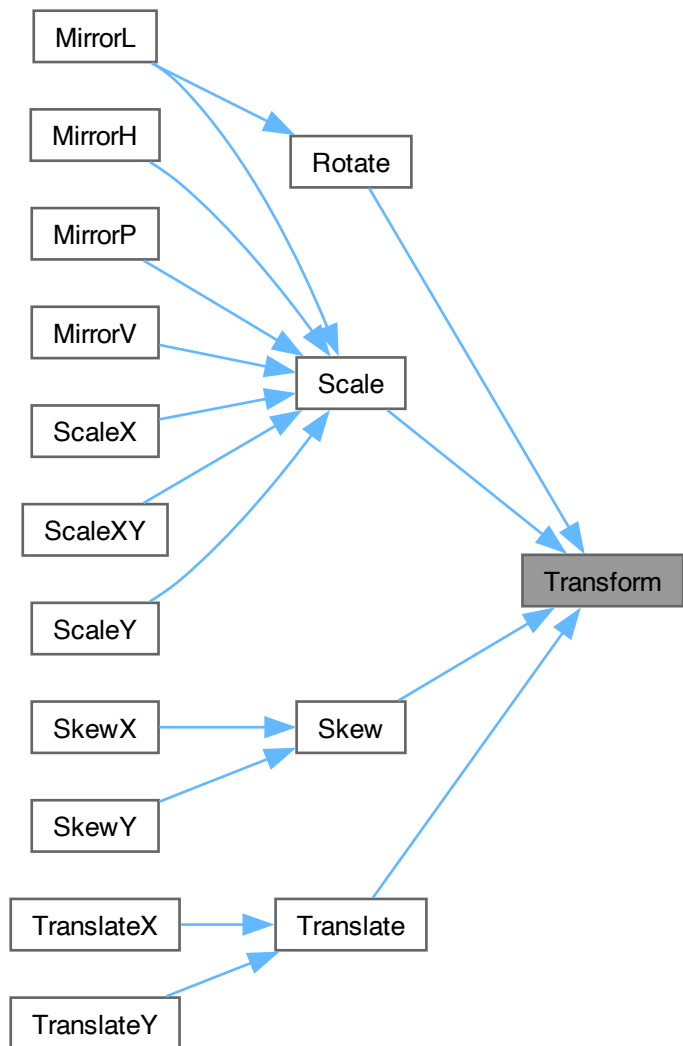 MirrorL
MirrorH
Rotate
MirrorP
MirrorV
Scale
ScaleX
ScaleXY
Transform
ScaleY
SkewX
Skew
SkewY
TranslateX
Translate
TranslateY